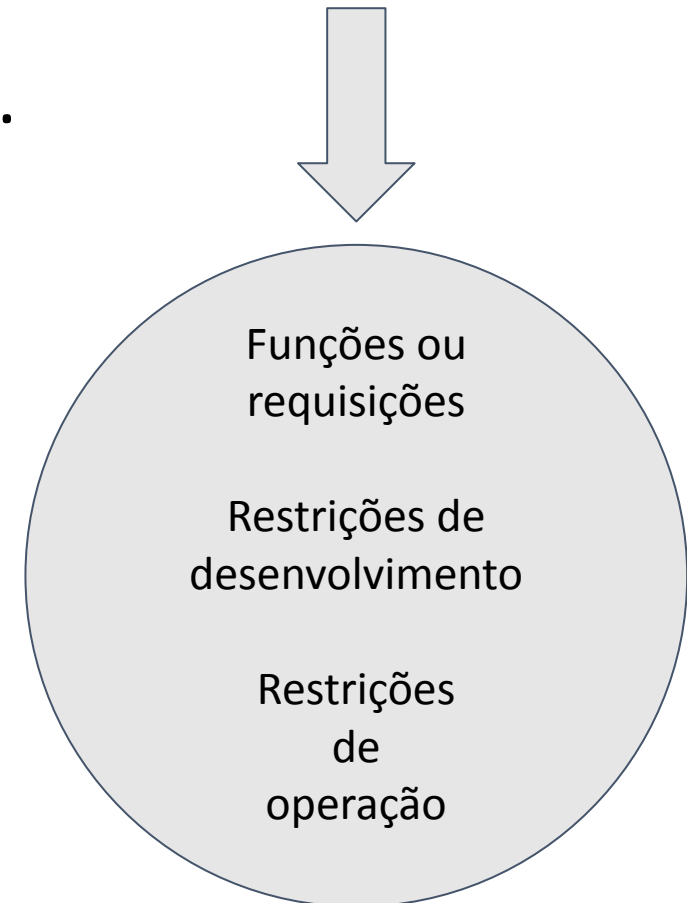 .
Funções ou
requisições
Restrições de
desenvolvimento
Restrições
de
operação